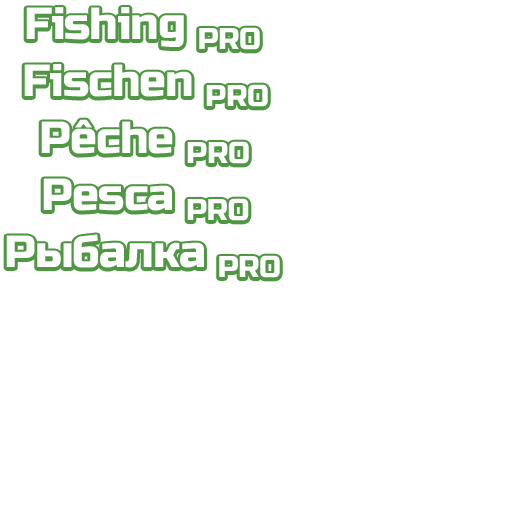 Fishing PRO
Fischen PRO
Pêche PRO
Pesca PRO
Рыбалка PRO